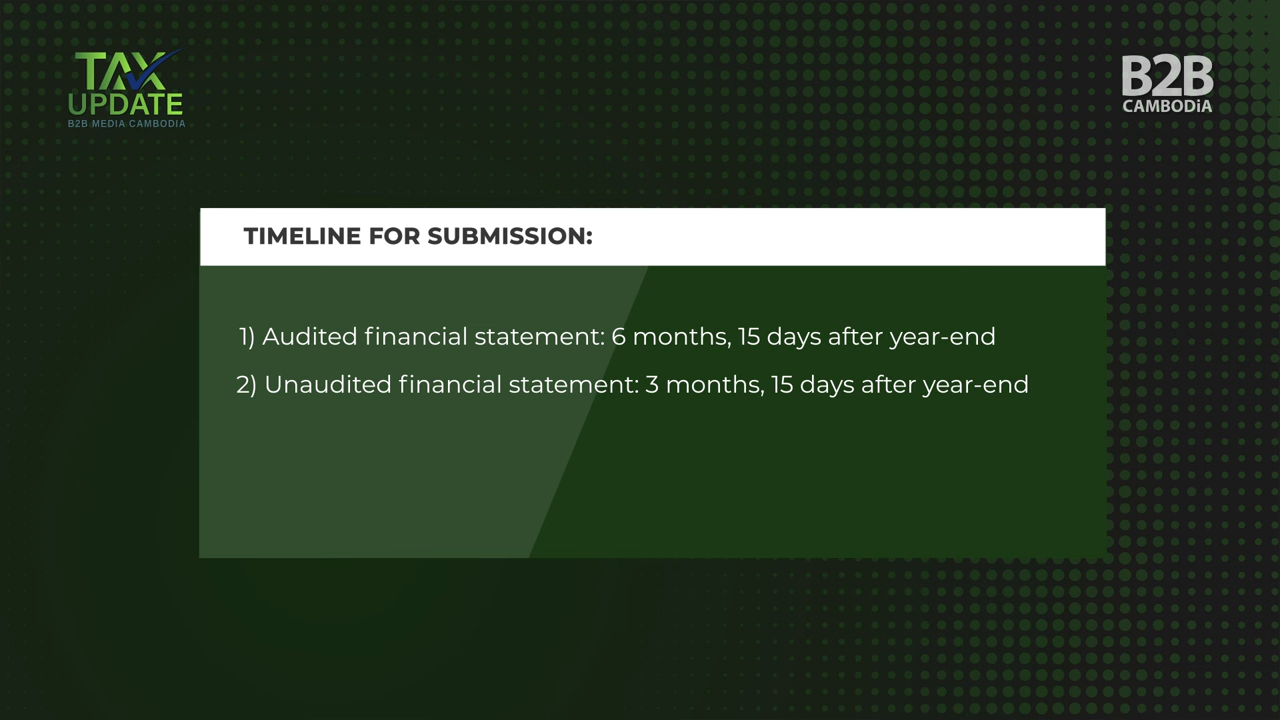 TAX
UPDATE
B2B MEDIA CAMBODIA
B2B
CAMBODiA
TIMELINE FOR SUBMISSION:
1) Audited financial statement: 6 months, 15 days after year-end
2) Unaudited financial statement: 3 months, 15 days after year-end